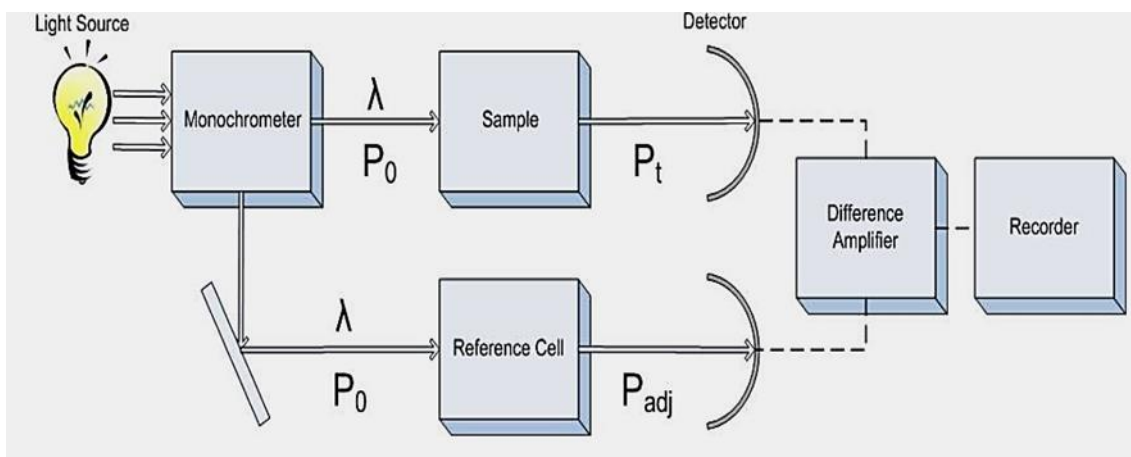 Light Source
Detector
Monochrometer
λ
P0
Sample
Pt
Difference
Amplifier
Recorder
λ
P0
Reference Cell
Padj